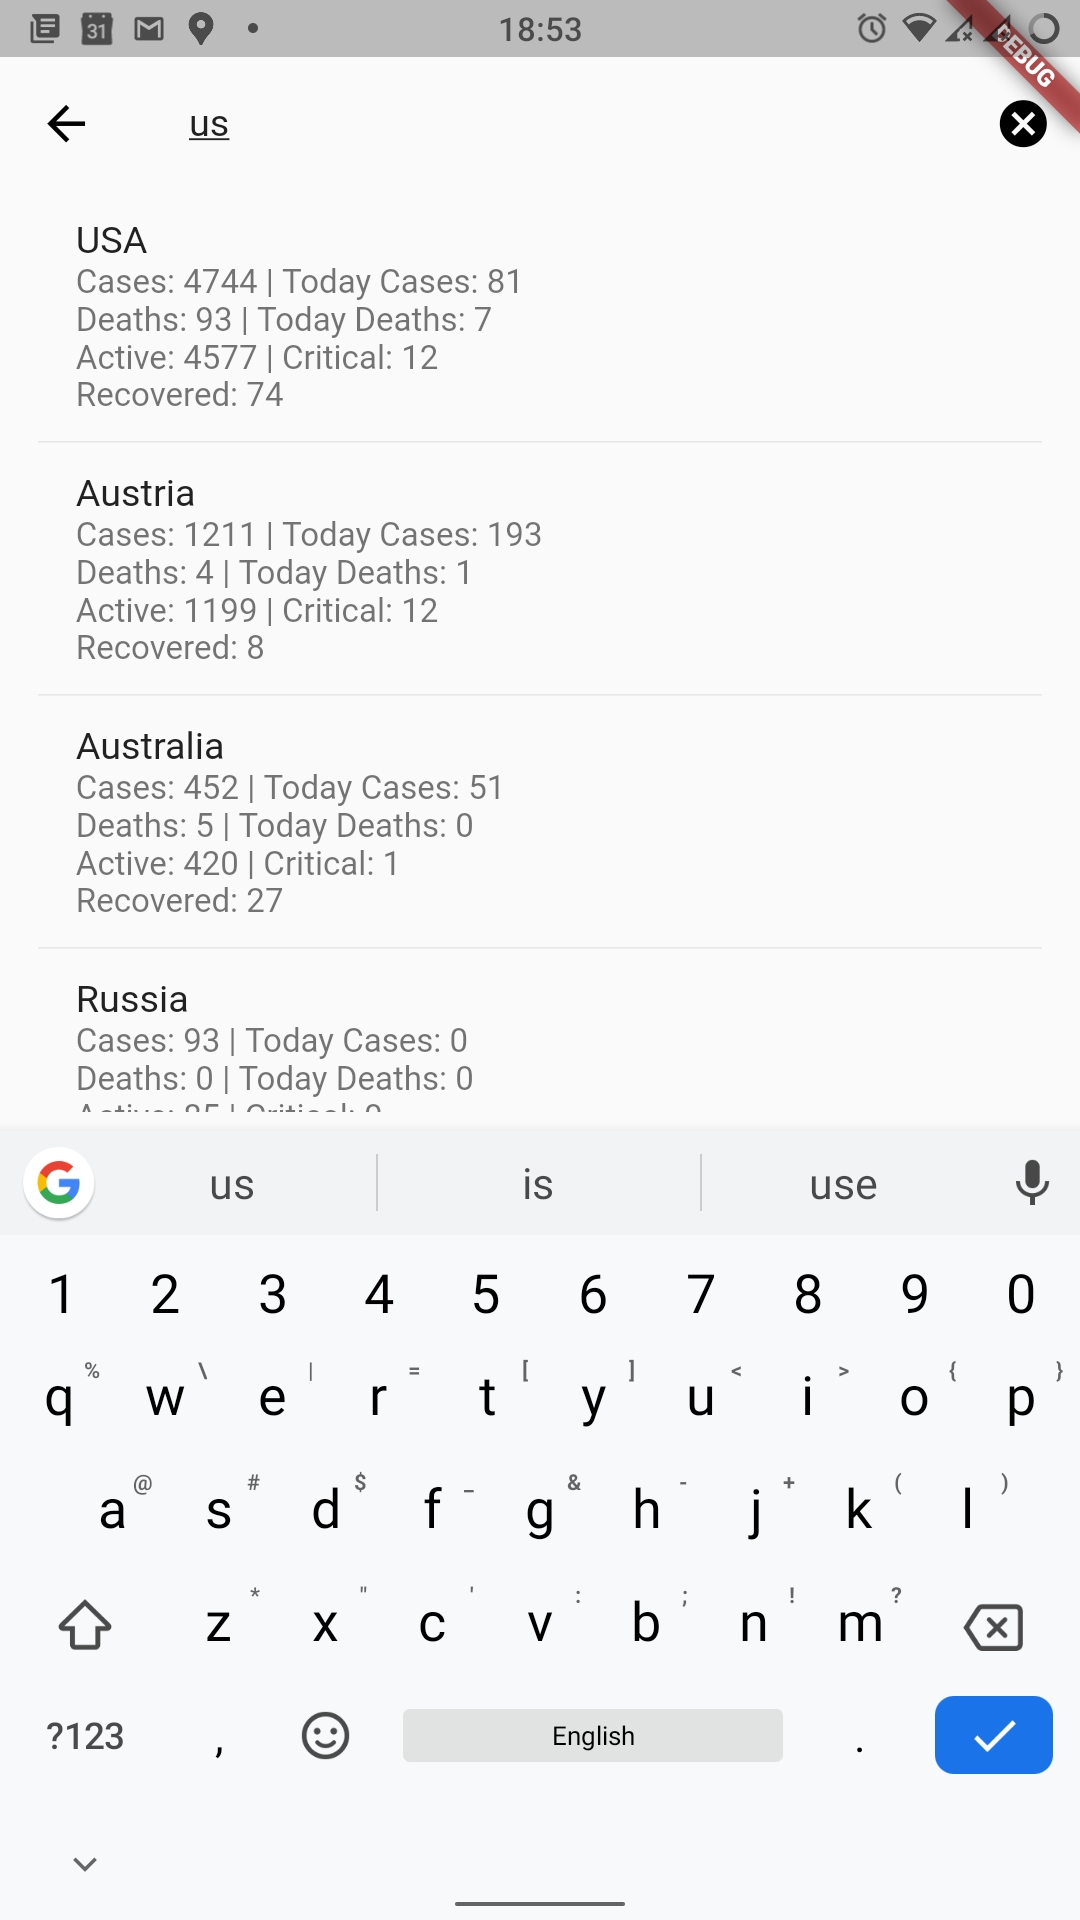 18:53
DEBUG
31
us
USA
Cases: 4744 | Today Cases: 81
Deaths: 93 | Today Deaths: 7
Active: 4577 | Critical: 12
Recovered: 74
Austria
Cases: 1211 | Today Cases: 193
Deaths: 4 | Today Deaths: 1
Active: 1199 | Critical: 12
Recovered: 8
Australia
Cases: 452 | Today Cases: 51
Deaths: 5 | Today Deaths: 0
Active: 420 | Critical: 1
Recovered: 27
Russia
Cases: 93 | Today Cases: 0
Deaths: 0 | Today Deaths: 0
Active: 85 | Critical: 0
us is use
1 2 3 4 5 6 7 8 9 0
% \ | = [ ] < > { }
q w e r t y u i o p
@ # $ _ & - + ( )
a s d f g h j k l
* " ' : ; ! ?
z x c v b n m
?123 , English .